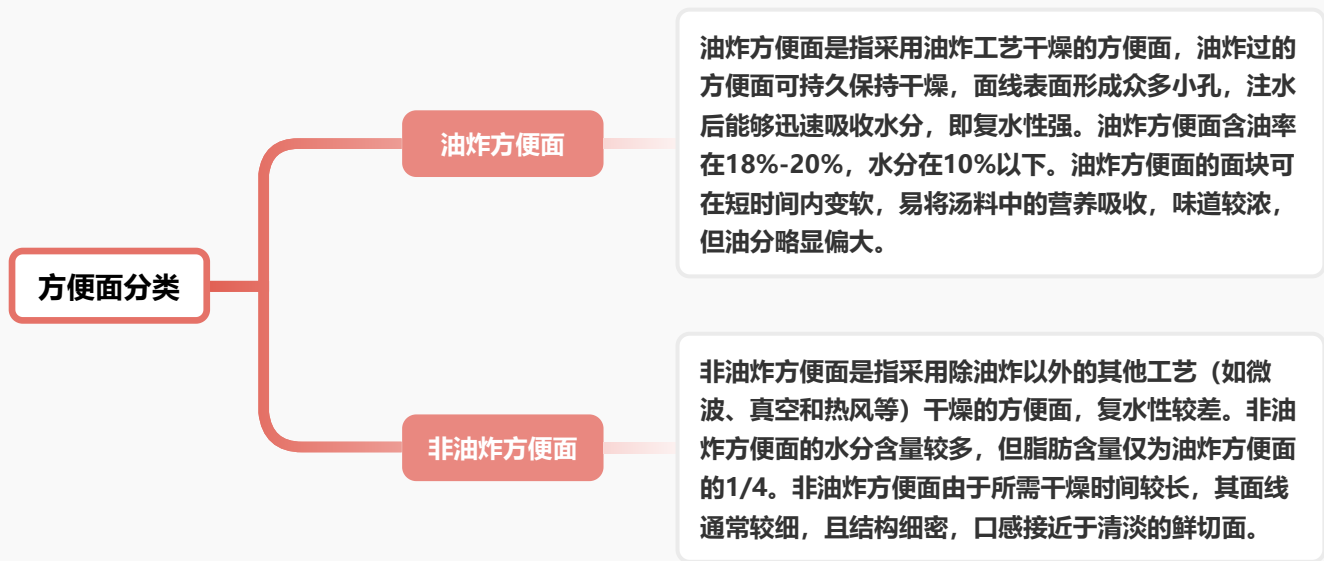 方便面分类
油炸方便面
油炸方便面是指采用油炸工艺干燥的方便面，油炸过的
方便面可持久保持干燥，面线表面形成众多小孔，注水
后能够迅速吸收水分，即复水性强。油炸方便面含油率
在18%-20%，水分在10%以下。油炸方便面的面块可
在短时间内变软，易将汤料中的营养吸收，味道较浓，
但油分略显偏大。
非油炸方便面
非油炸方便面是指采用除油炸以外的其他工艺（如微
波、真空和热风等）干燥的方便面，复水性较差。非油
炸方便面的水分含量较多，但脂肪含量仅为油炸方便面
的1/4。非油炸方便面由于所需干燥时间较长，其面线
通常较细，且结构细密，口感接近于清淡的鲜切面。